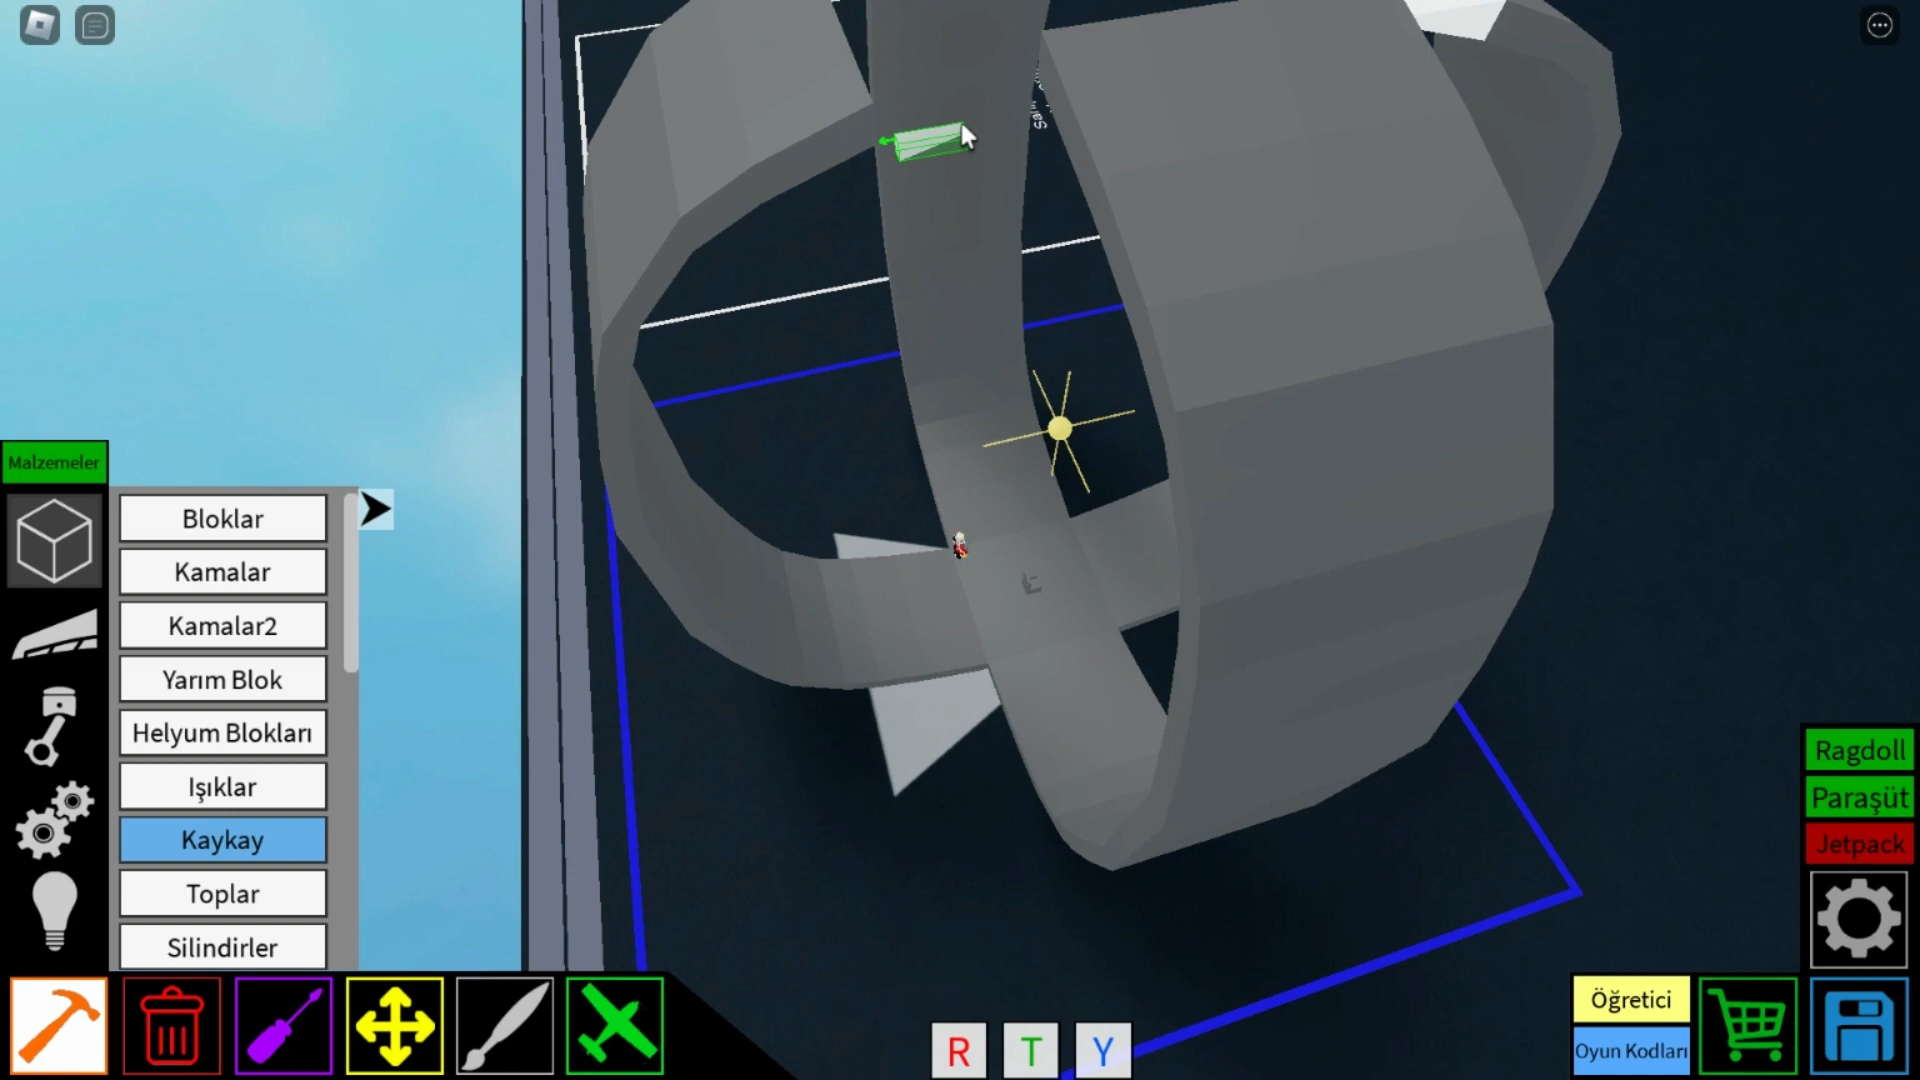 Malzemeler
Bloklar
Kamalar
Kamalar2
Yarım Blok
Helyum Blokları
Işıklar
Kaykay
Toplar
Silindirler
R
T
Y
Ragdoll
Paraşüt
Jetpack
Öğretici
Oyun Kodları